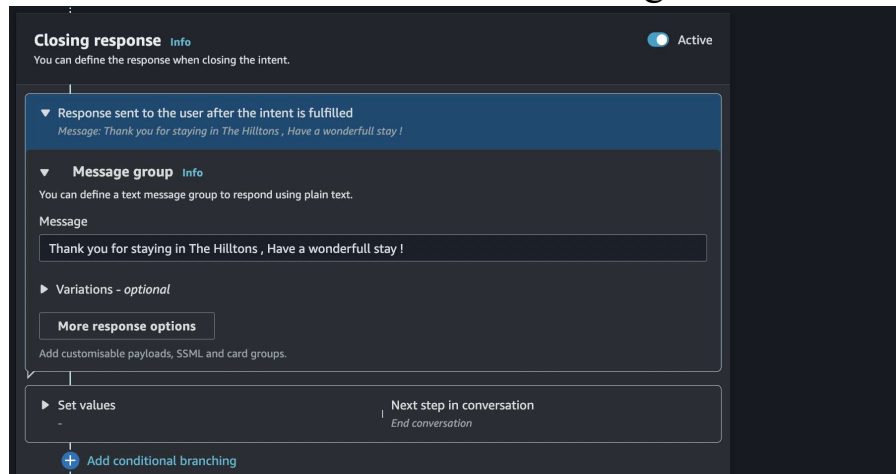 Closing response Info
Active
You can define the response when closing the intent.
Response sent to the user after the intent is fulfilled
Message: Thank you for staying in The Hilltons , Have a wonderfull stay !
Message group Info
You can define a text message group to respond using plain text.
Message
Thank you for staying in The Hilltons , Have a wonderfull stay !
Variations - optional
More response options
Add customisable payloads, SSML and card groups.
Set values
-
Next step in conversation
End conversation
Add conditional branching